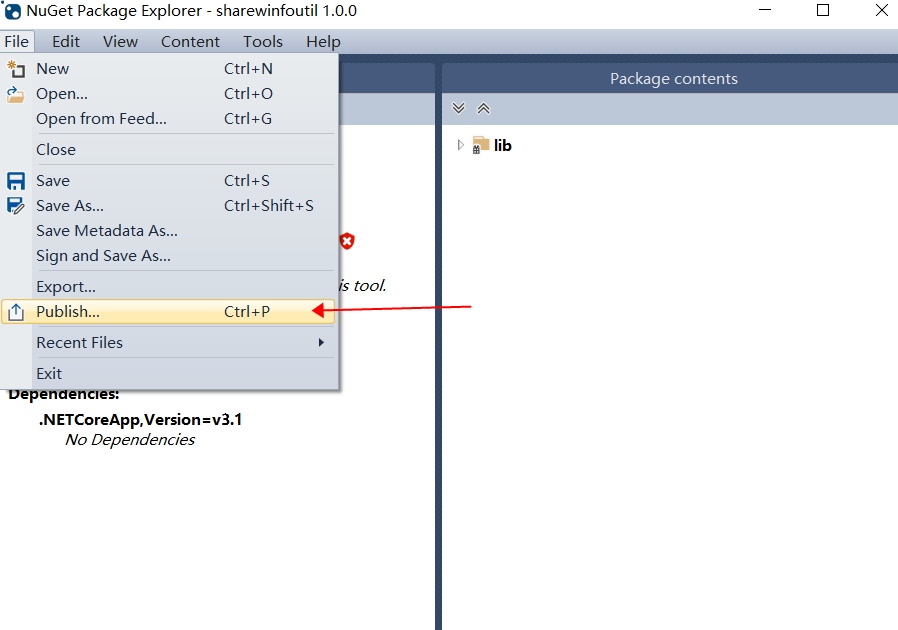 NuGet Package Explorer - sharewinfoutil 1.0.0
File Edit View Content Tools Help
New Ctrl+N
Open... Ctrl+O
Open from Feed... Ctrl+G
Close
Save Ctrl+S
Save As... Ctrl+Shift+S
Save Metadata As...
Sign and Save As...
Export...
Publish... Ctrl+P
Recent Files
Exit
is tool.
Dependencies:
.NETCoreApp,Version=v3.1
No Dependencies
Package contents
lib